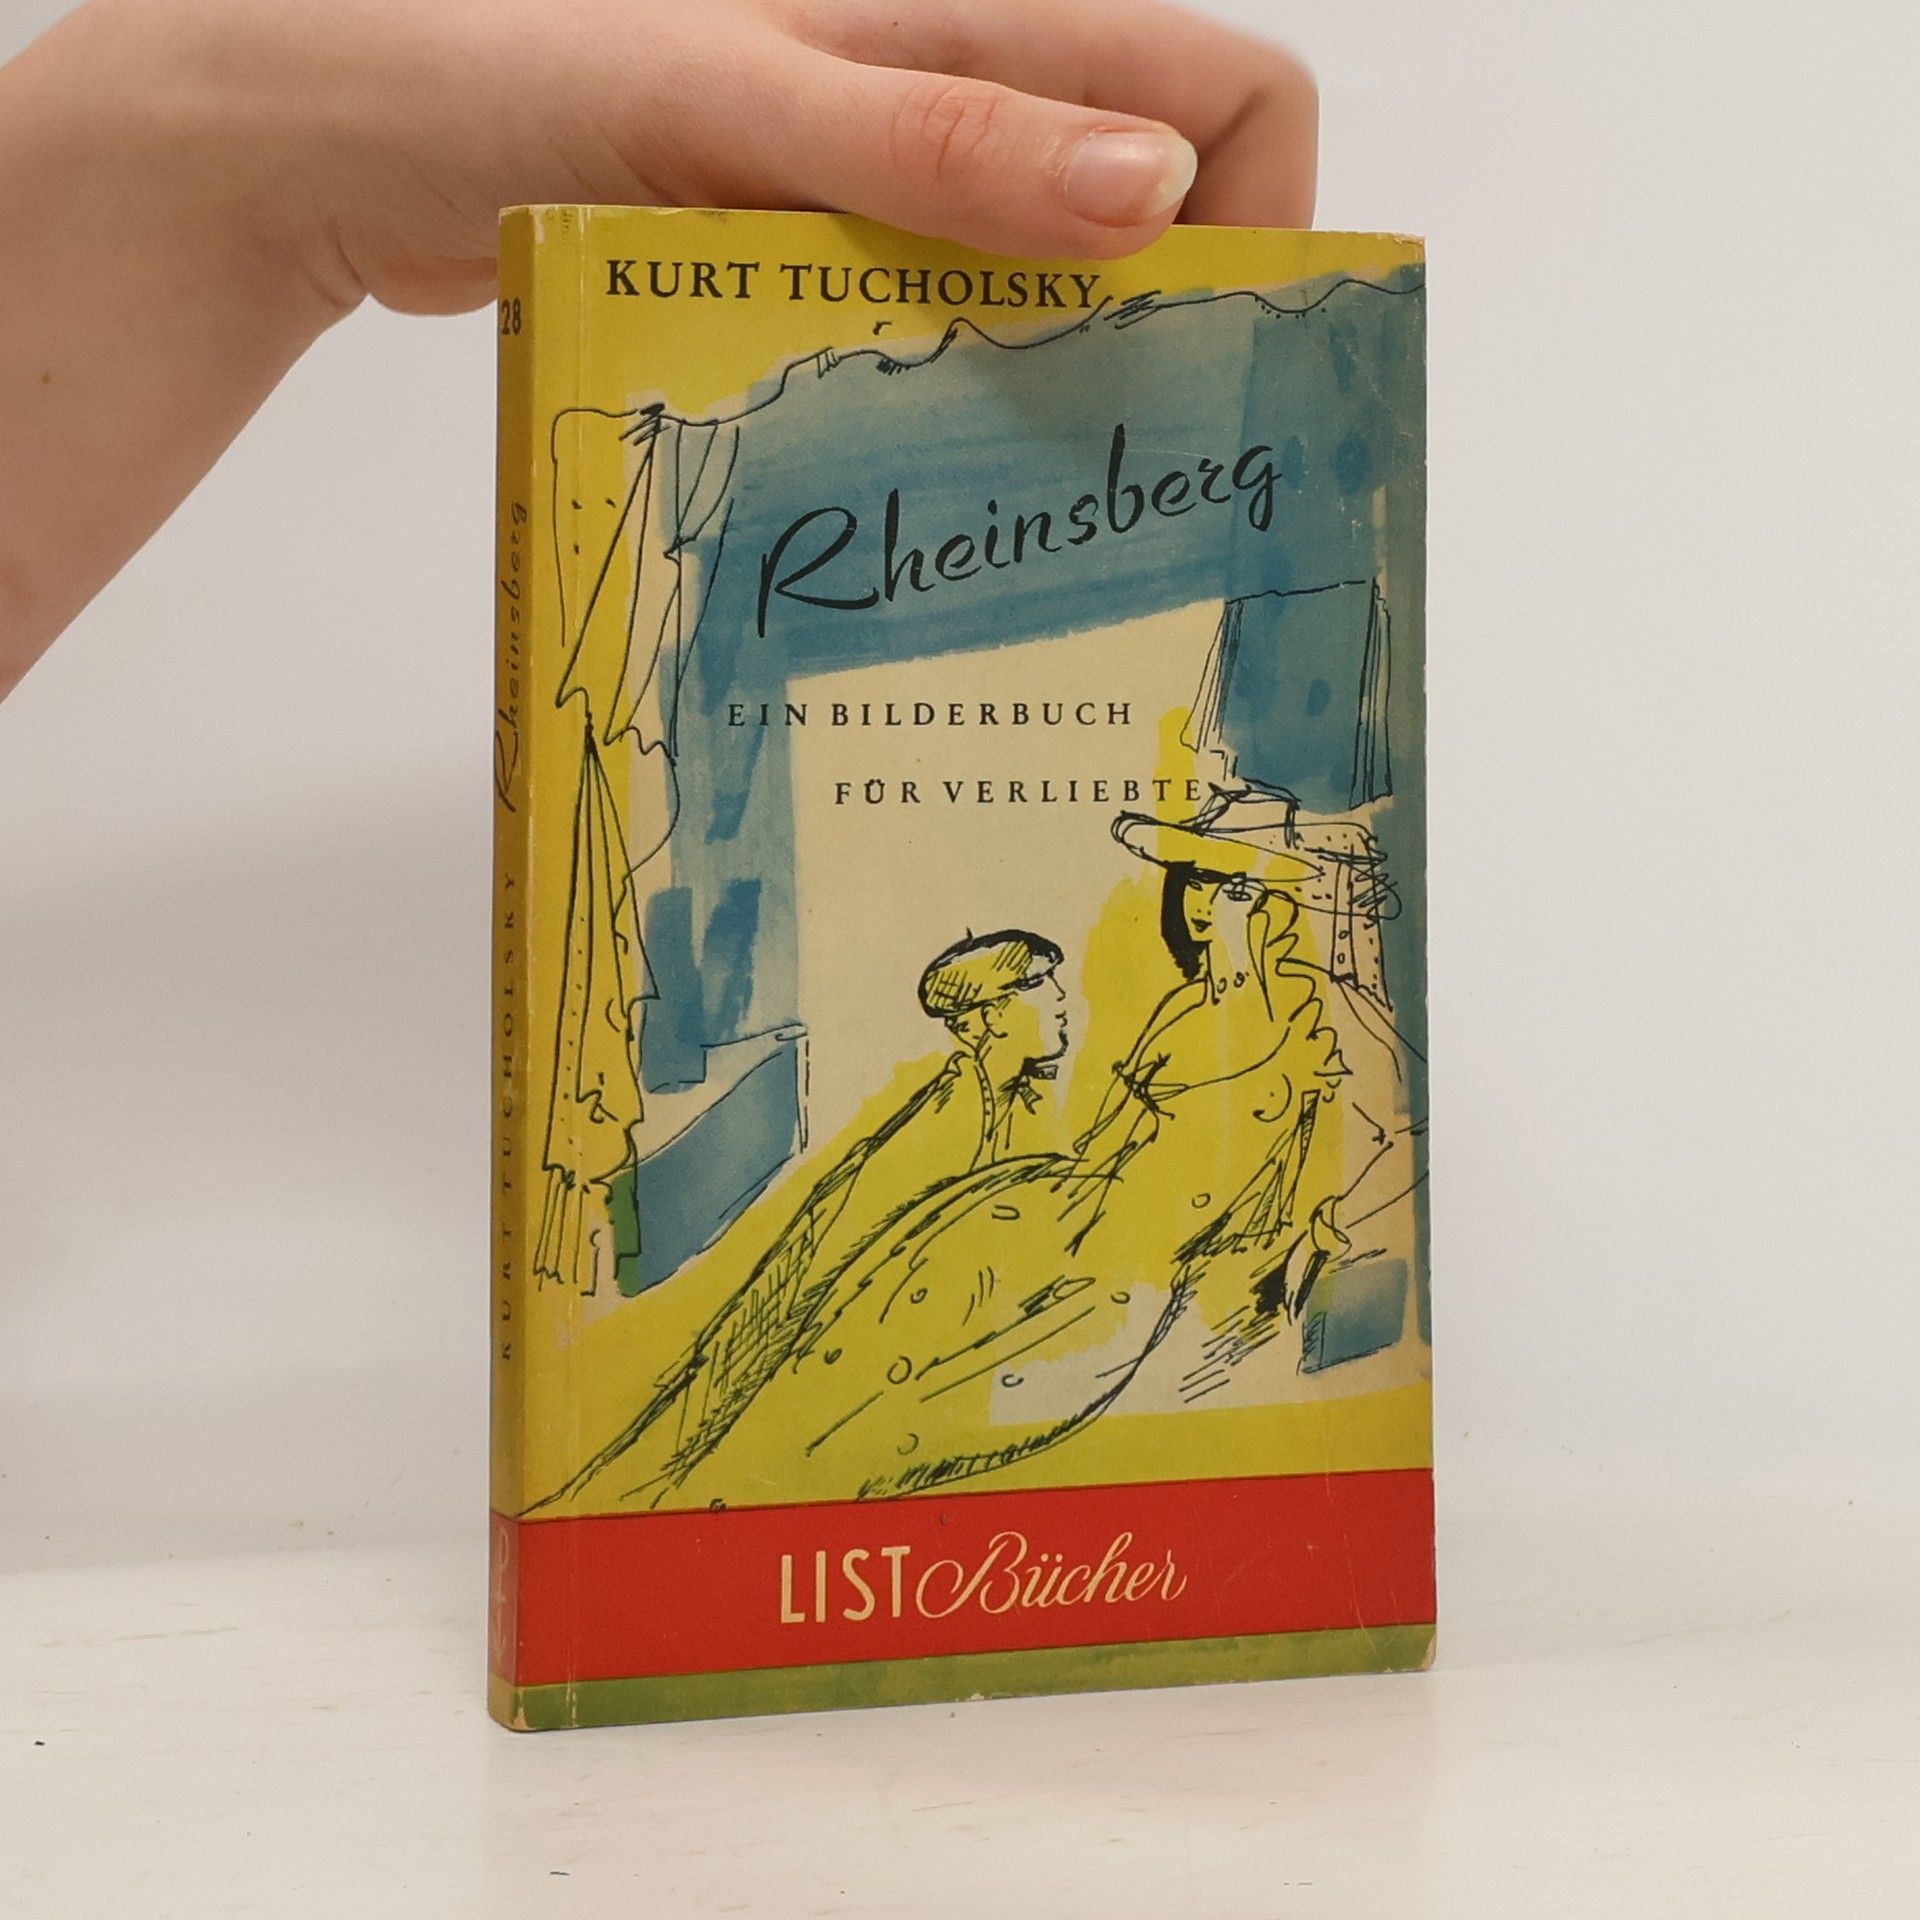 KURT TUCHOLSKY
Rheinsberg
EIN BILDERBUCH
FÜR VERLIEBTE
LIST Bücher
28
KURT TUCHOLSKY Rheinsberg